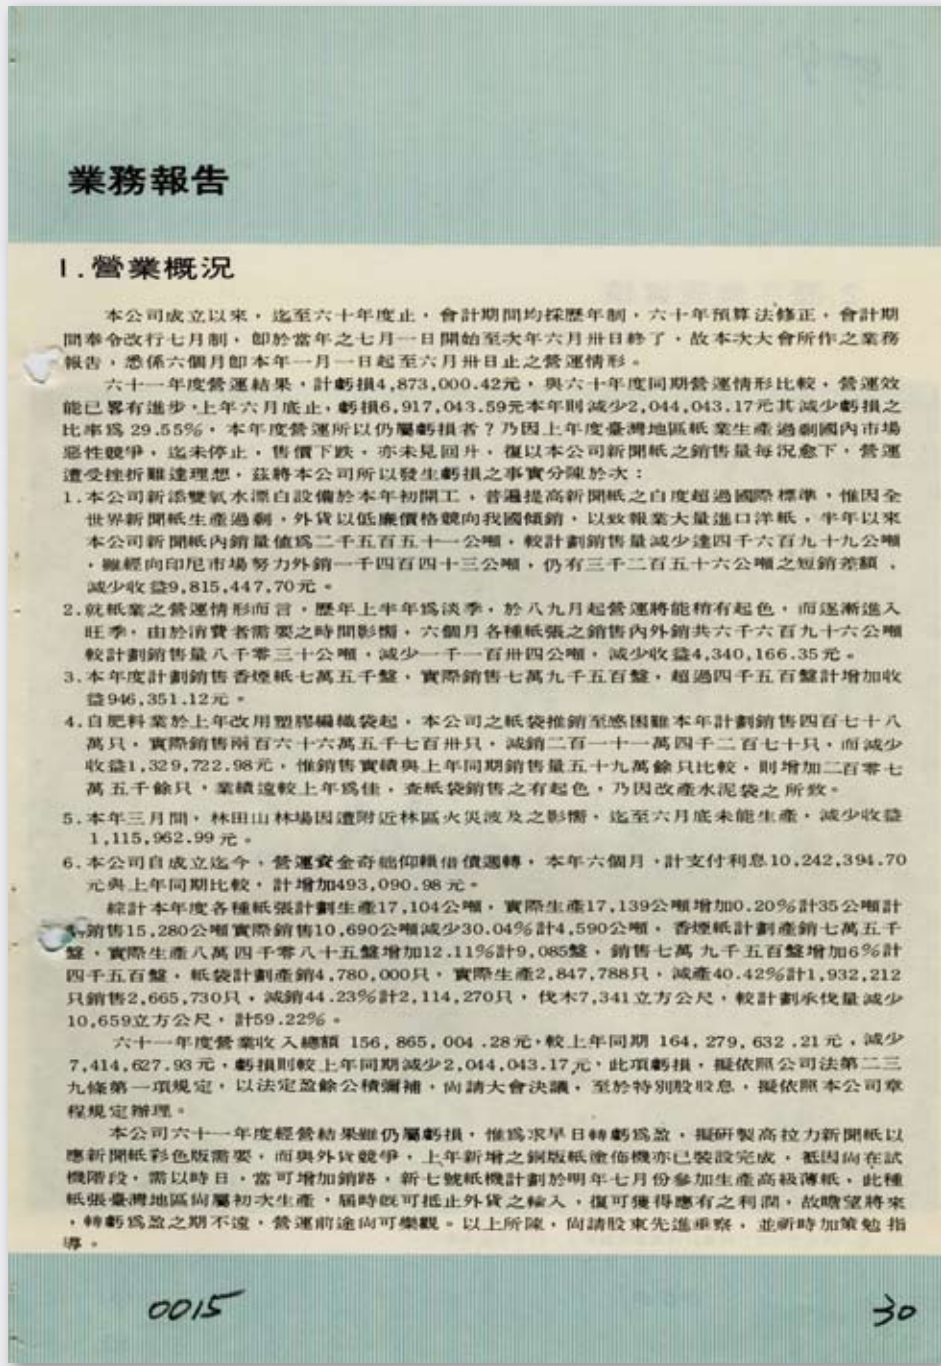 業務報告
1.營業概況
本公司成立以來，迄至六十年度止，會計期間均採歷年制，六十年預算法修正，會計期
間奉令改行七月制，卽於當年之七月一日開始至次年六月卅日終了，故本次大會所作之業務
報告，悉係六個月卽本年一月一日起至六月卅日止之營運情形。
六十一年度營運結果，計虧損4,873,000.42元，與六十年度同期營運情形比較，營運效
能已畧有進步，上年六月底止，虧損6,917,043.59元本年則減少2,044,043.17元其減少虧損之
比率爲 29.55%，本年度營運所以仍屬虧損者？乃因上年度臺灣地區紙業生產過剩國內市場
惡性競爭，迄未停止，售價下跌，亦未見回升，復以本公司新聞紙之銷售量每況愈下，營運
遭受挫折難達理想，茲將本公司所以發生虧損之事實分陳於次：
1.本公司新添雙氧水漂白設備於本年初開工，普遍提高新聞紙之白度超過國際標準，惟因全
世界新聞紙生產過剩，外貨以低廉價格競向我國傾銷，以致報業大量進口洋紙，半年以來
本公司新聞紙內銷量値爲二千五百五十一公噸，較計劃銷售量減少達四千六百九十九公噸
，雖經向印尼市場努力外銷一千四百四十三公噸，仍有三千二百五十六公噸之短銷差額，
減少收益9,815,447.70元。
2.就紙業之營運情形而言，歷年上半年爲淡季，於八九月起營運將能稍有起色，而逐漸進入
旺季，由於消費者需要之時間影響，六個月各種紙張之銷售內外銷共六千六百九十六公噸
較計劃銷售量八千零三十公噸，減少一千一百卅四公噸，減少收益4,340,166.35元。
3.本年度計劃銷售香煙紙七萬五千盤，實際銷售七萬九千五百盤，超過四千五百盤計增加收
益946,351.12元。
4.自肥料業於上年改用塑膠編織袋起，本公司之紙袋推銷至感困難本年計劃銷售四百七十八
萬只，實際銷售兩百六十六萬五千七百卅只，減銷二百一十一萬四千二百七十只，而減少
收益1,329,722.98元，惟銷售實績與上年同期銷售量五十九萬餘只比較，則增加二百零七
萬五千餘只，業績遠較上年爲佳，查紙袋銷售之有起色，乃因改產水泥袋之所致。
5.本年三月間，林田山林場因遭附近林區火災波及之影響，迄至六月底未能生產，減少收益
1,115,962.99元。
6.本公司自成立迄今，營運資金奇絀仰賴借債週轉，本年六個月，計支付利息10,242,394.70
元與上年同期比較，計增加493,090.98元。
綜計本年度各種紙張計劃生產17,104公噸，實際生產17,139公噸增加0.20%計35公噸計
銷售15,280公噸實際銷售10,690公噸減少30.04%計4,590公噸，香煙紙計劃產銷七萬五千
盤，實際生產八萬四千零八十五盤增加12.11%計9,085盤，銷售七萬九千五百盤增加6%計
四千五百盤，紙袋計劃產銷4,780,000只，實際生產2,847,788只，減產40.42%計1,932,212
只銷售2,665,730只，減銷44.23%計2,114,270只，伐木7,341立方公尺，較計劃承伐量減少
10,659立方公尺，計59.22%。
六十一年度營業收入總額 156,865,004.28元，較上年同期 164,279,632.21元，減少
7,414,627.93元，虧損則較上年同期減少2,044,043.17元，此項虧損，擬依照公司法第二三
九條第一項規定，以法定盈餘公積彌補，尙請大會決議，至於特別股股息，擬依照本公司章
程規定辦理。
本公司六十一年度經營結果雖仍屬虧損，惟爲求早日轉虧爲盈，擬研製高拉力新聞紙以
應新聞紙彩色版需要，而與外貨競爭，上年新增之銅版紙塗佈機亦已裝設完成，祇因尙在試
機階段，需以時日，當可增加銷路，新七號紙機計劃於明年七月份參加生產高級薄紙，此種
紙張臺灣地區尙屬初次生產，屆時旣可抵止外貨之輸入，復可獲得應有之利潤，故瞻望將來
，轉虧爲盈之期不遠，營運前途尙可樂觀。以上所陳，尙請股東先進垂察，並祈時加策勉指
導。
0015
30